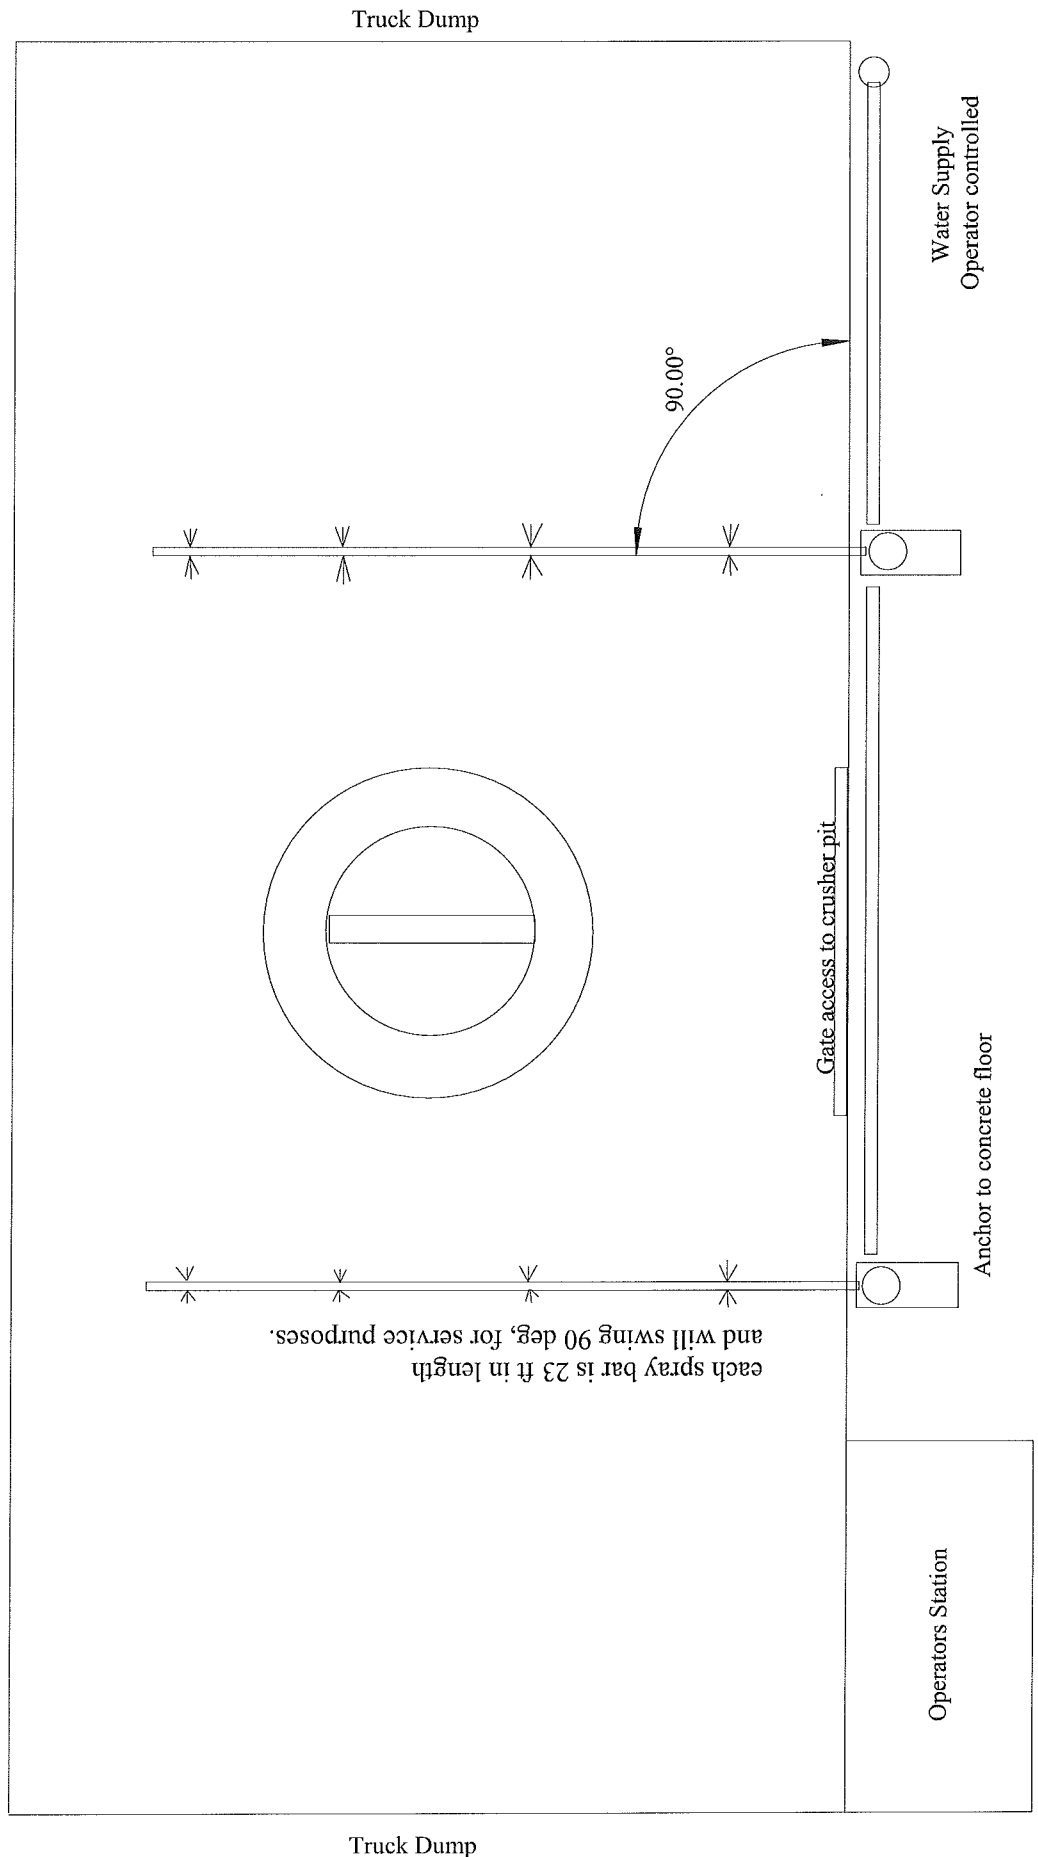 Truck Dump
Water Supply
Operator controlled
90.00°
Gate access to crusher pit
Anchor to concrete floor
each spray bar is 23 ft in length
and will swing 90 deg, for service purposes.
Operators Station
Truck Dump